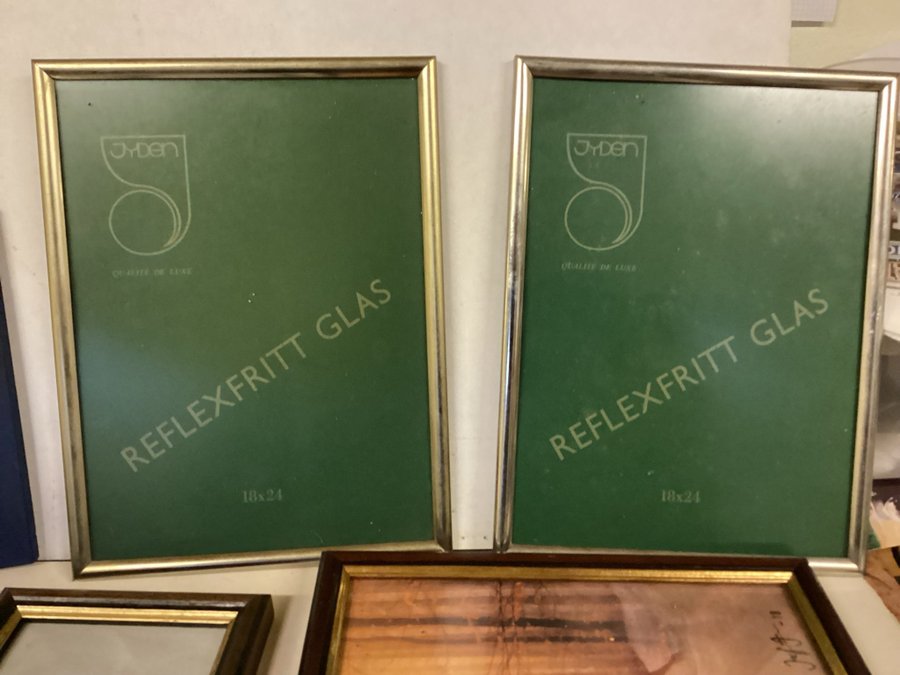 JYDEN
QUALITÉ DE LUXE
REFLEXFRITT GLAS
18x24
JYDEN
QUALITÉ DE LUXE
REFLEXFRITT GLAS
18x24